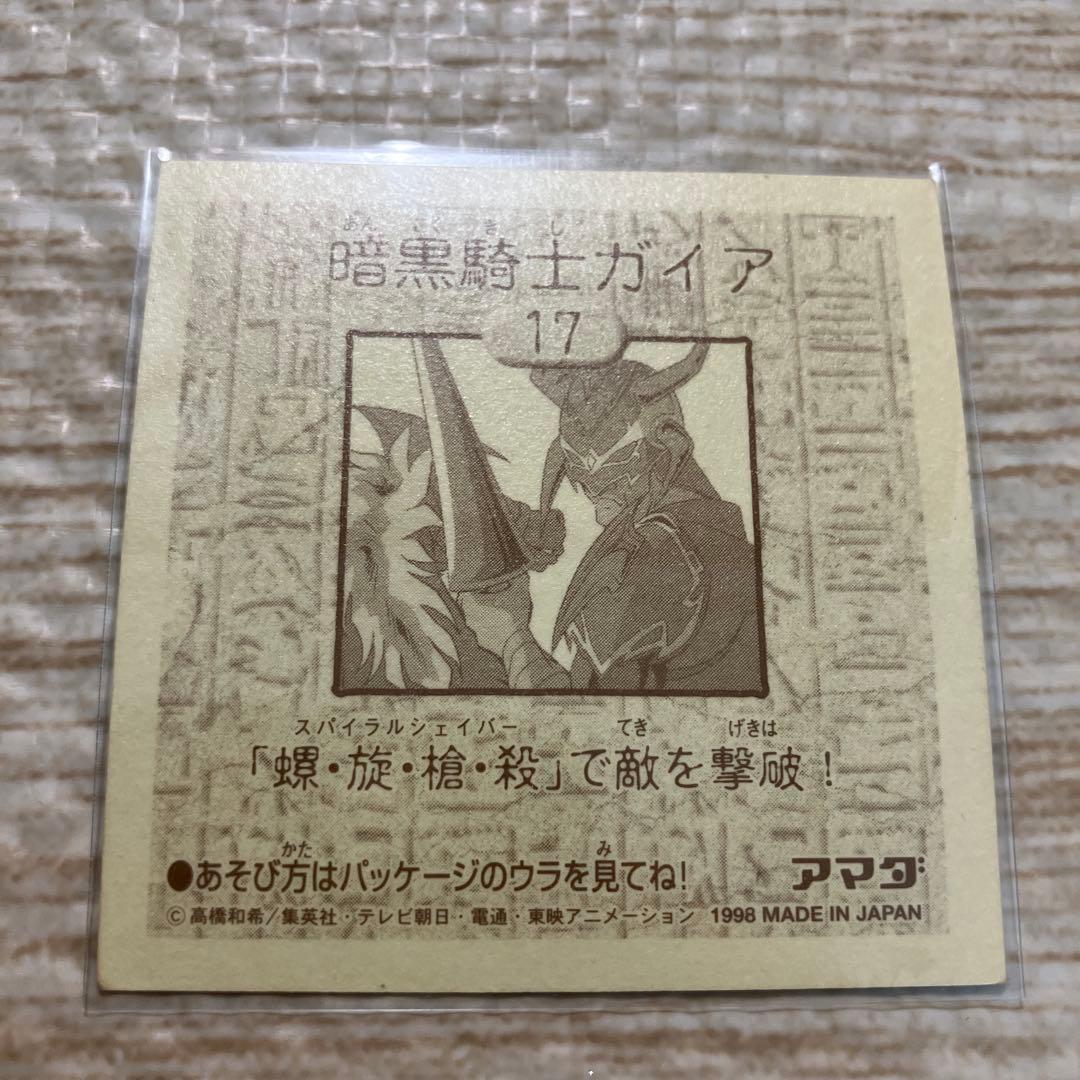 あんこくきし
暗黒騎士ガイア
17
スパイラルシェイバー てき げきは
「螺・旋・槍・殺」で敵を撃破!
かた み
●あそび方はパッケージのウラを見てね! アマダ
©高橋和希/集英社・テレビ朝日・電通・東映アニメーション 1998 MADE IN JAPAN